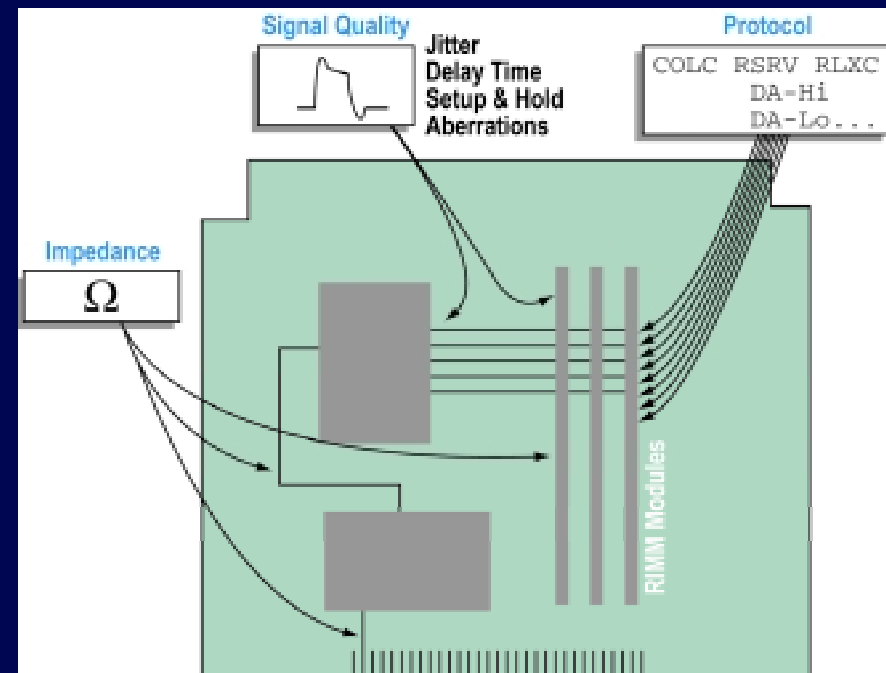 Signal Quality
Jitter
Delay Time
Setup & Hold
Aberrations
Protocol
COLC RSRV RLXC
DA-Hi
DA-Lo...
Impedance
Ω
RIMM Modules